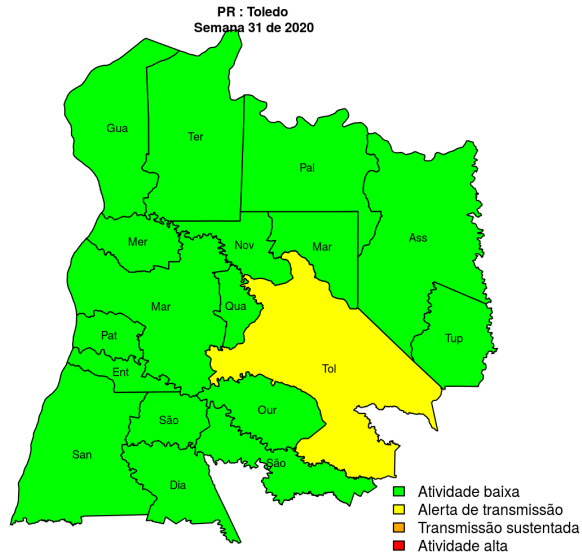 PR : Toledo
Semana 31 de 2020
Gua
Ter
Pal
Ass
Mer
Nov
Mar
Mar
Qua
Pat
Tup
Ent
Tol
Our
São
San
São
Dia
Atividade baixa
Alerta de transmissão
Transmissão sustentada
Atividade alta